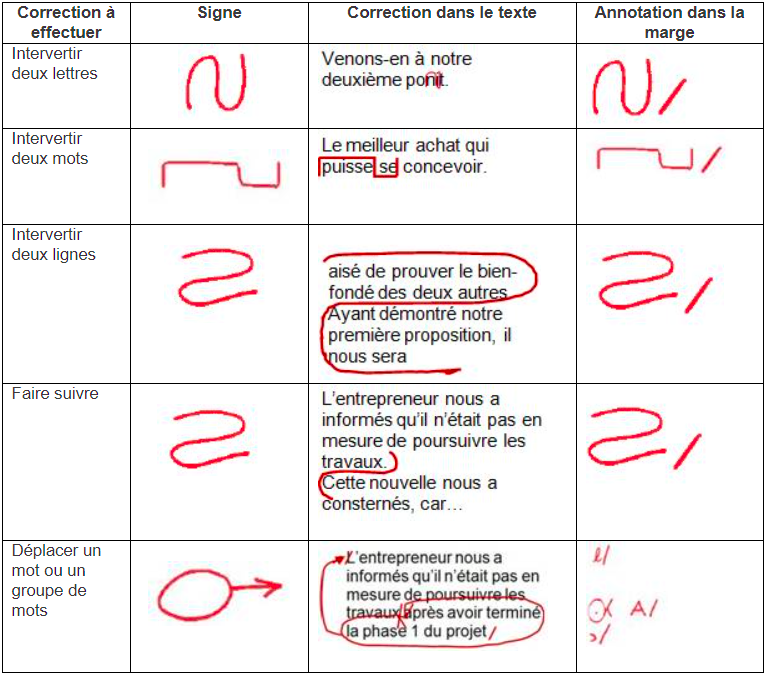 Correction à effectuer
Signe
Correction dans le texte
Annotation dans la marge
Intervertir
deux lettres
Venons-en à notre
deuxième ponit.
Intervertir
deux mots
Le meilleur achat qui
puisse se concevoir.
Intervertir
deux lignes
aisé de prouver le bien-
fondé des deux autres
Ayant démontré notre
première proposition, il
nous sera
Faire suivre
L'entrepreneur nous a
informés qu'il n'était pas en
mesure de poursuivre les
travaux.
Cette nouvelle nous a
consternés, car…
Déplacer un
mot ou un
groupe de
mots
L'entrepreneur nous a
informés qu'il n'était pas en
mesure de poursuivre les
travaux après avoir terminé
la phase 1 du projet
l/
A/